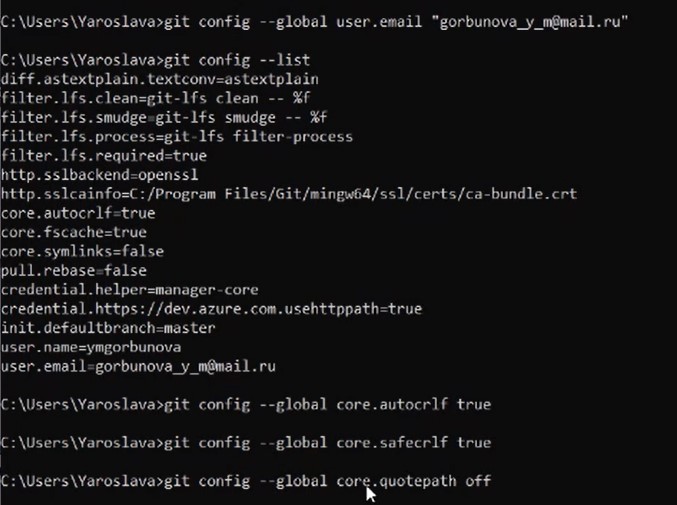 C:\Users\Yaroslava>git config --global user.email "gorbunova_y_m@mail.ru"
C:\Users\Yaroslava>git config --list
diff.astextplain.textconv=astextplain
filter.lfs.clean=git-lfs clean -- %f
filter.lfs.smudge=git-lfs smudge -- %f
filter.lfs.process=git-lfs filter-process
filter.lfs.required=true
http.sslbackend=openssl
http.sslcainfo=C:/Program Files/Git/mingw64/ssl/certs/ca-bundle.crt
core.autocrlf=true
core.fscache=true
core.symlinks=false
pull.rebase=false
credential.helper=manager-core
credential.https://dev.azure.com.usehttppath=true
init.defaultbranch=master
user.name=ymgorbunova
user.email=gorbunova_y_m@mail.ru
C:\Users\Yaroslava>git config --global core.autocrlf true
C:\Users\Yaroslava>git config --global core.safecrlf true
C:\Users\Yaroslava>git config --global core.quotepath off